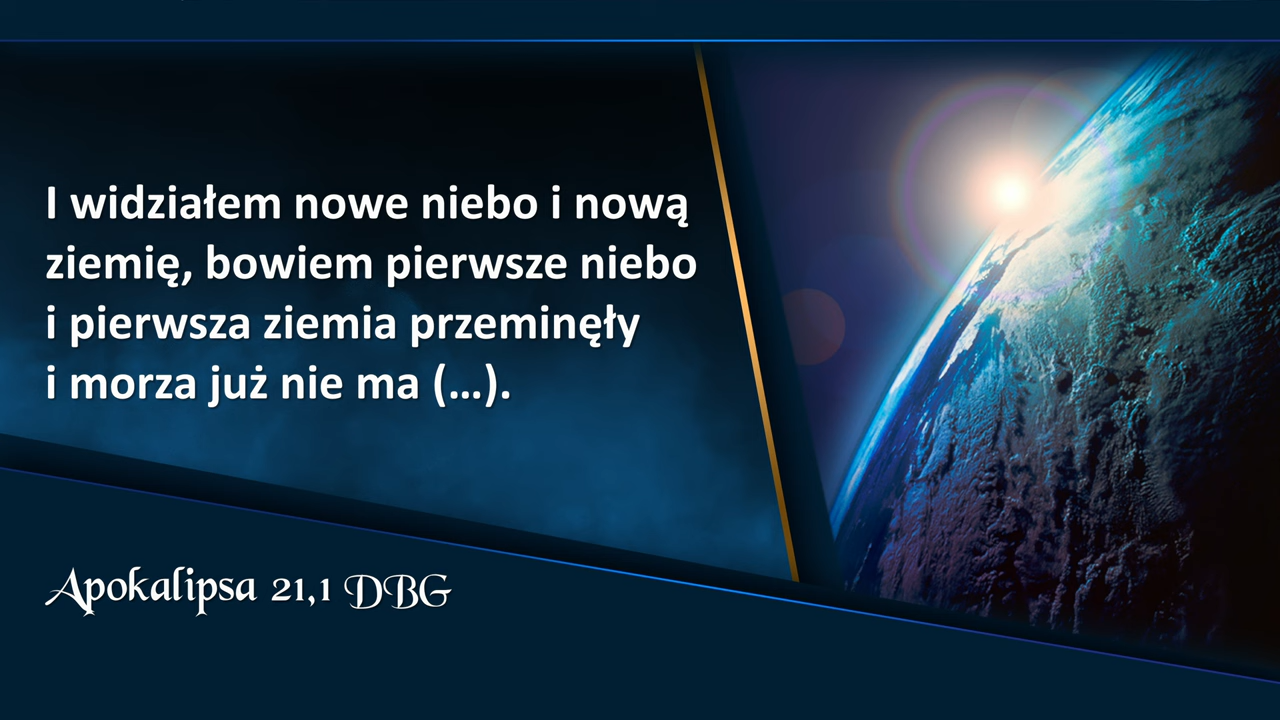 I widziałem nowe niebo i nową
ziemię, bowiem pierwsze niebo
i pierwsza ziemia przeminęły
i morza już nie ma (...).
Apokalipsa 21,1 DBG